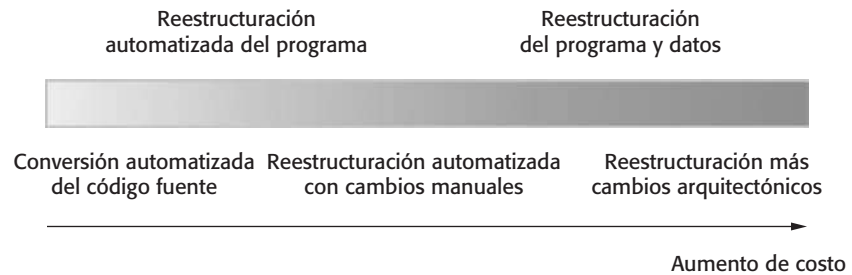 Reestructuración
automatizada del programa
Reestructuración
del programa y datos
Conversión automatizada
del código fuente
Reestructuración automatizada
con cambios manuales
Reestructuración más
cambios arquitectónicos
Aumento de costo